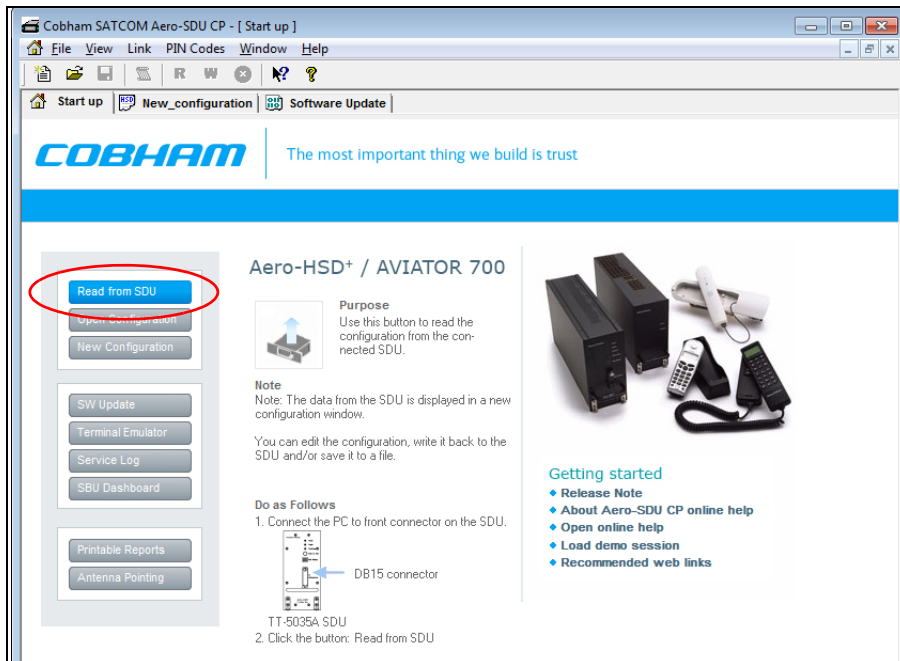 Cobham SATCOM Aero-SDU CP - [ Start up ]
File View Link PIN Codes Window Help
R W
Start up New_configuration Software Update
COBHAM The most important thing we build is trust
Aero-HSD+ / AVIATOR 700
Read from SDU
Open Configuration
New Configuration
SW Update
Terminal Emulator
Service Log
SBU Dashboard
Printable Reports
Antenna Pointing
Purpose
Use this button to read the
configuration from the con-
nected SDU.
Note
Note: The data from the SDU is displayed in a new
configuration window.
You can edit the configuration, write it back to the
SDU and/or save it to a file.
Do as Follows
1. Connect the PC to front connector on the SDU.
DB15 connector
TT-5035A SDU
2. Click the button: Read from SDU
Getting started
Release Note
About Aero-SDU CP online help
Open online help
Load demo session
Recommended web links